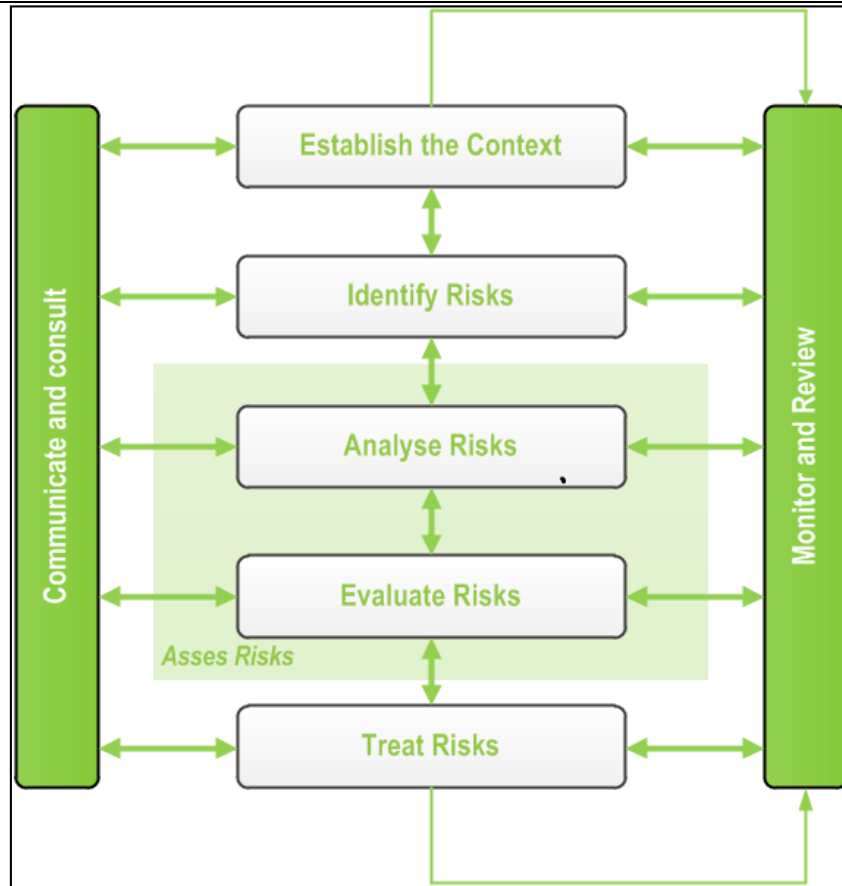 Establish the Context
Identify Risks
Analyse Risks
Evaluate Risks
Asses Risks
Treat Risks
Communicate and consult
Monitor and Review